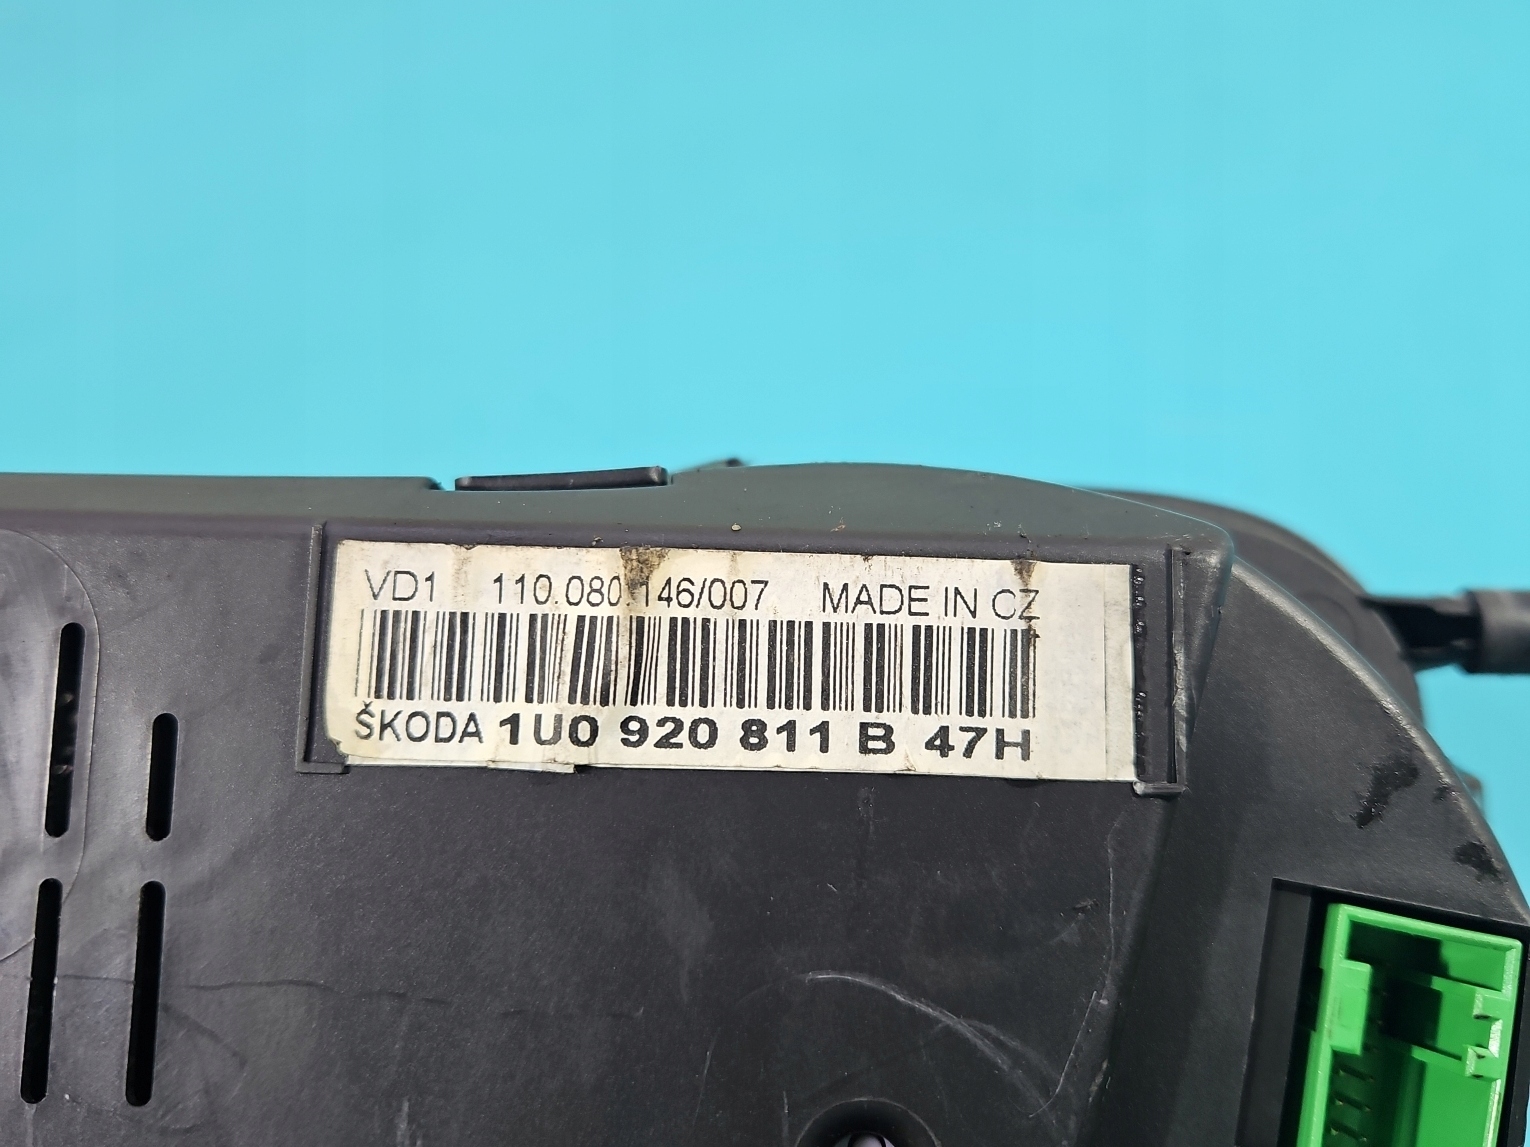 VD1 110.080.146/007 MADE IN CZ
ŠKODA 1U0 920 811 B 47H